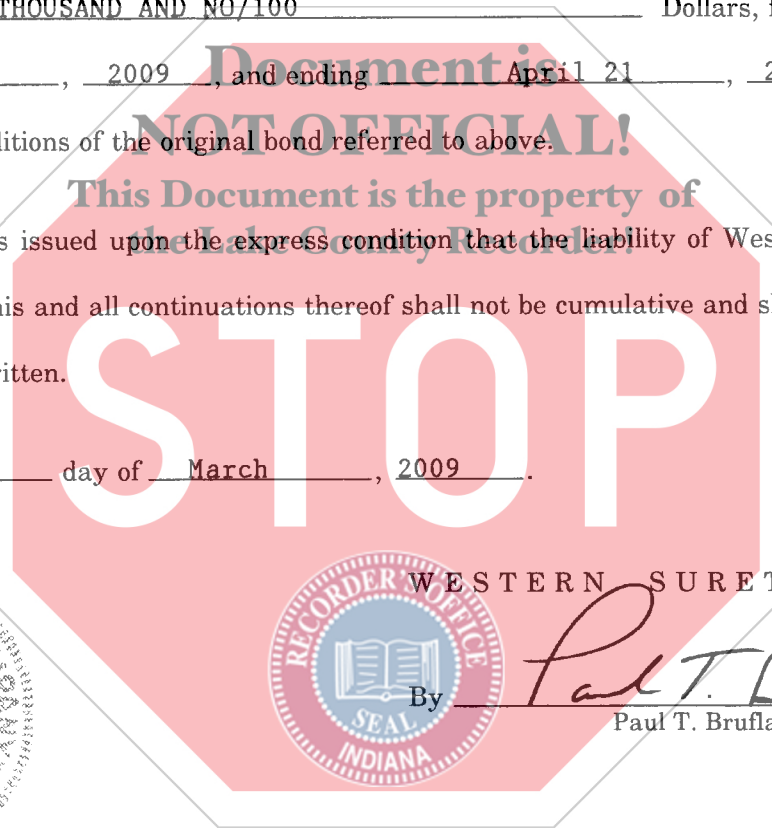 THOUSAND AND NO/100 Dollars,
, 2009, and ending April 21, 2
Document is
ditions of the original bond referred to above.
NOT OFFICIAL!
This Document is the property of
s issued upon the express condition that the liability of Wes
the Lake County Recorder!
his and all continuations thereof shall not be cumulative and s
ritten.
STOP
day of March, 2009.
WESTERN SURET
RECORDER'S OFFICE
SEAL
INDIANA
By Paul T.
Paul T. Brufla